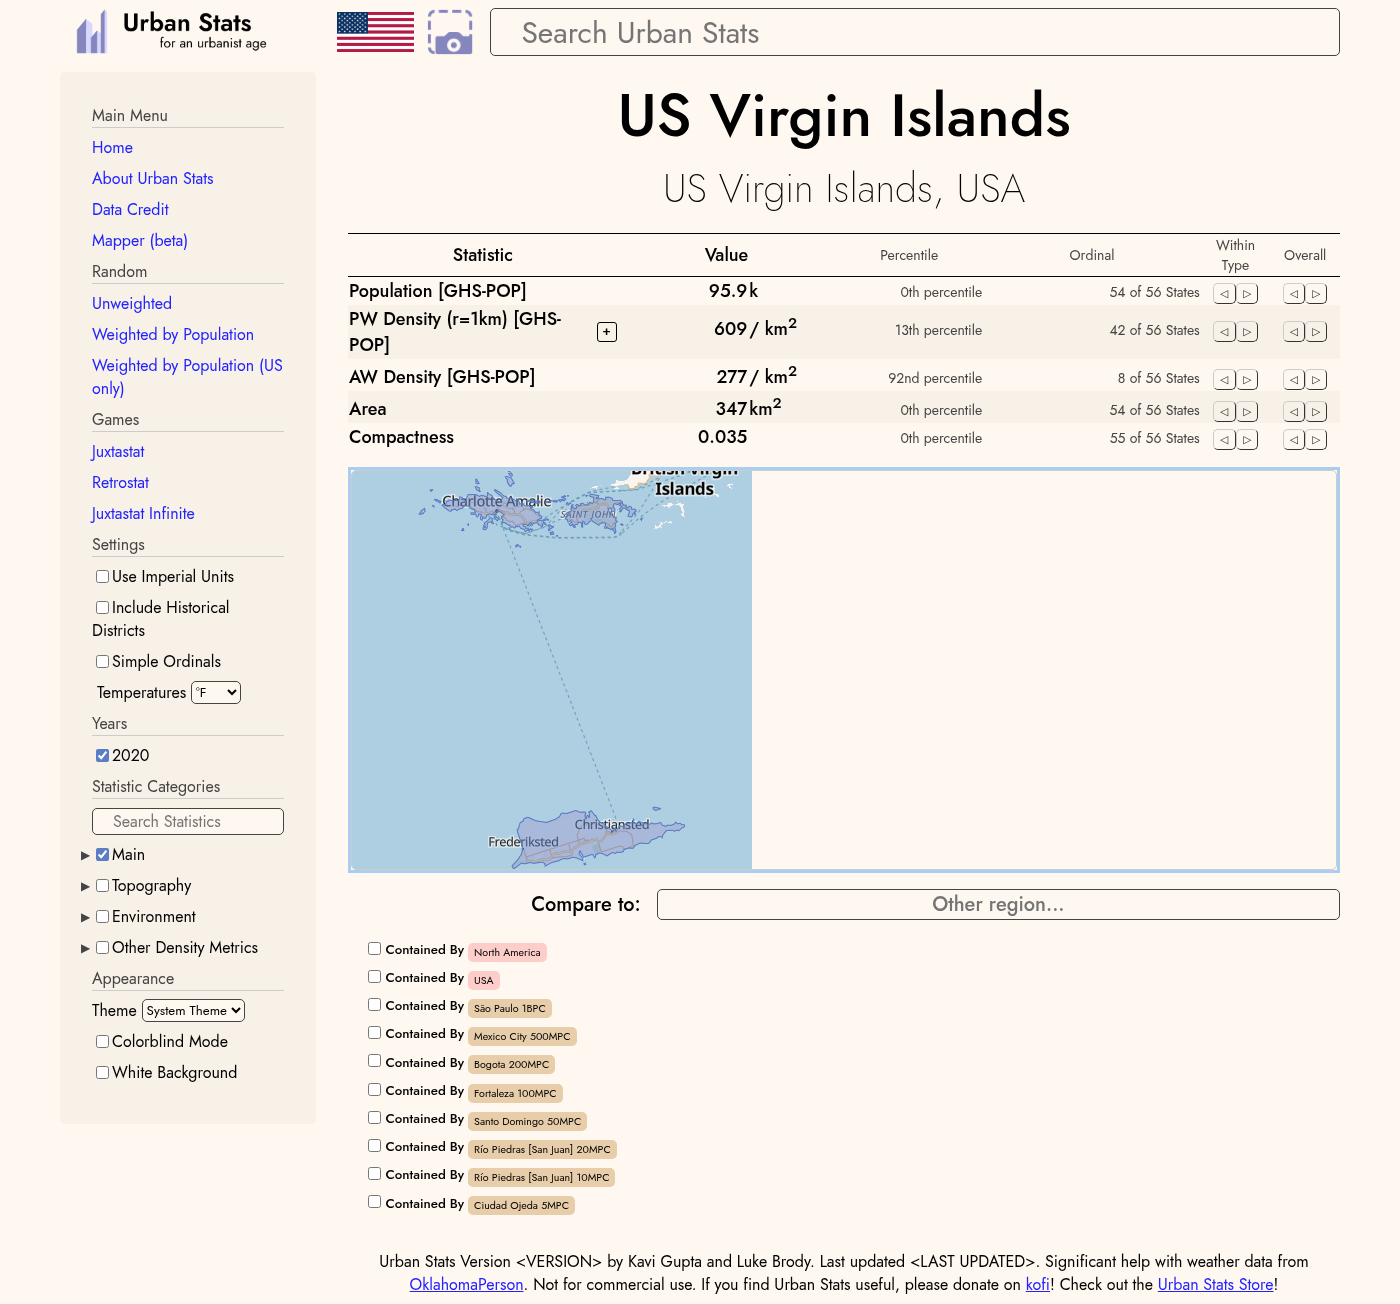 Urban Stats
for an urbanist age
Search Urban Stats
Main Menu
Home
About Urban Stats
Data Credit
Mapper (beta)
Random
Unweighted
Weighted by Population
Weighted by Population (US
only)
Games
Juxtastat
Retrostat
Juxtastat Infinite
Settings
Use Imperial Units
Include Historical
Districts
Simple Ordinals
Temperatures °F
Years
2020
Statistic Categories
Search Statistics
Main
Topography
Environment
Other Density Metrics
Appearance
Theme System Theme
Colorblind Mode
White Background
US Virgin Islands
US Virgin Islands, USA
Statistic Value Percentile Ordinal Within Type Overall
Population [GHS-POP] 95.9 k 0th percentile 54 of 56 States
PW Density (r=1km) [GHS-
POP] + 609 / km² 13th percentile 42 of 56 States
AW Density [GHS-POP] 277 / km² 92nd percentile 8 of 56 States
Area 347 km² 0th percentile 54 of 56 States
Compactness 0.035 0th percentile 55 of 56 States
British Virgin
Islands
Charlotte Amalie
SAINT JOHN
Christiansted
Frederiksted
Compare to: Other region...
Contained By North America
Contained By USA
Contained By São Paulo 1BPC
Contained By Mexico City 500MPC
Contained By Bogota 200MPC
Contained By Fortaleza 100MPC
Contained By Santo Domingo 50MPC
Contained By Río Piedras [San Juan] 20MPC
Contained By Río Piedras [San Juan] 10MPC
Contained By Ciudad Ojeda 5MPC
Urban Stats Version <VERSION> by Kavi Gupta and Luke Brody. Last updated <LAST UPDATED>. Significant help with weather data from
OklahomaPerson. Not for commercial use. If you find Urban Stats useful, please donate on kofi! Check out the Urban Stats Store!